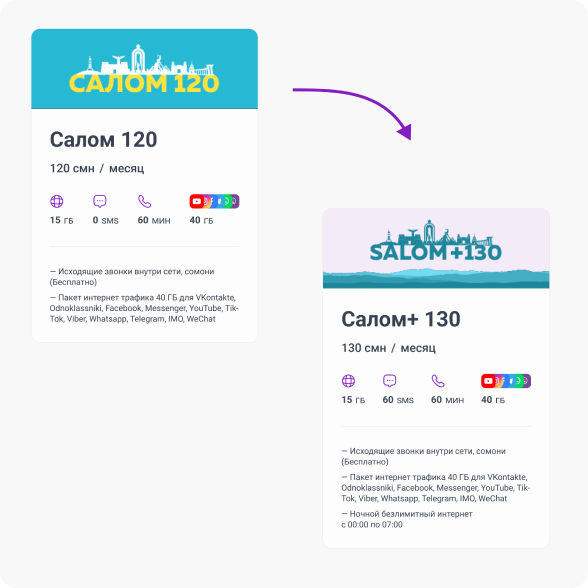 САЛОМ 120
Салом 120
120 смн / месяц
15 ГБ
0 SMS
60 МИН
40 ГБ
— Исходящие звонки внутри сети, сомони
(Бесплатно)
— Пакет интернет трафика 40 ГБ для VKontakte,
Odnoklassniki, Facebook, Messenger, YouTube, Tik-
Tok, Viber, Whatsapp, Telegram, IMO, WeChat
SALOM+130
Салом+ 130
130 смн / месяц
15 ГБ
60 SMS
60 МИН
40 ГБ
— Исходящие звонки внутри сети, сомони
(Бесплатно)
— Пакет интернет трафика 40 ГБ для VKontakte,
Odnoklassniki, Facebook, Messenger, YouTube, Tik-
Tok, Viber, Whatsapp, Telegram, IMO, WeChat
— Ночной безлимитный интернет
с 00:00 по 07:00